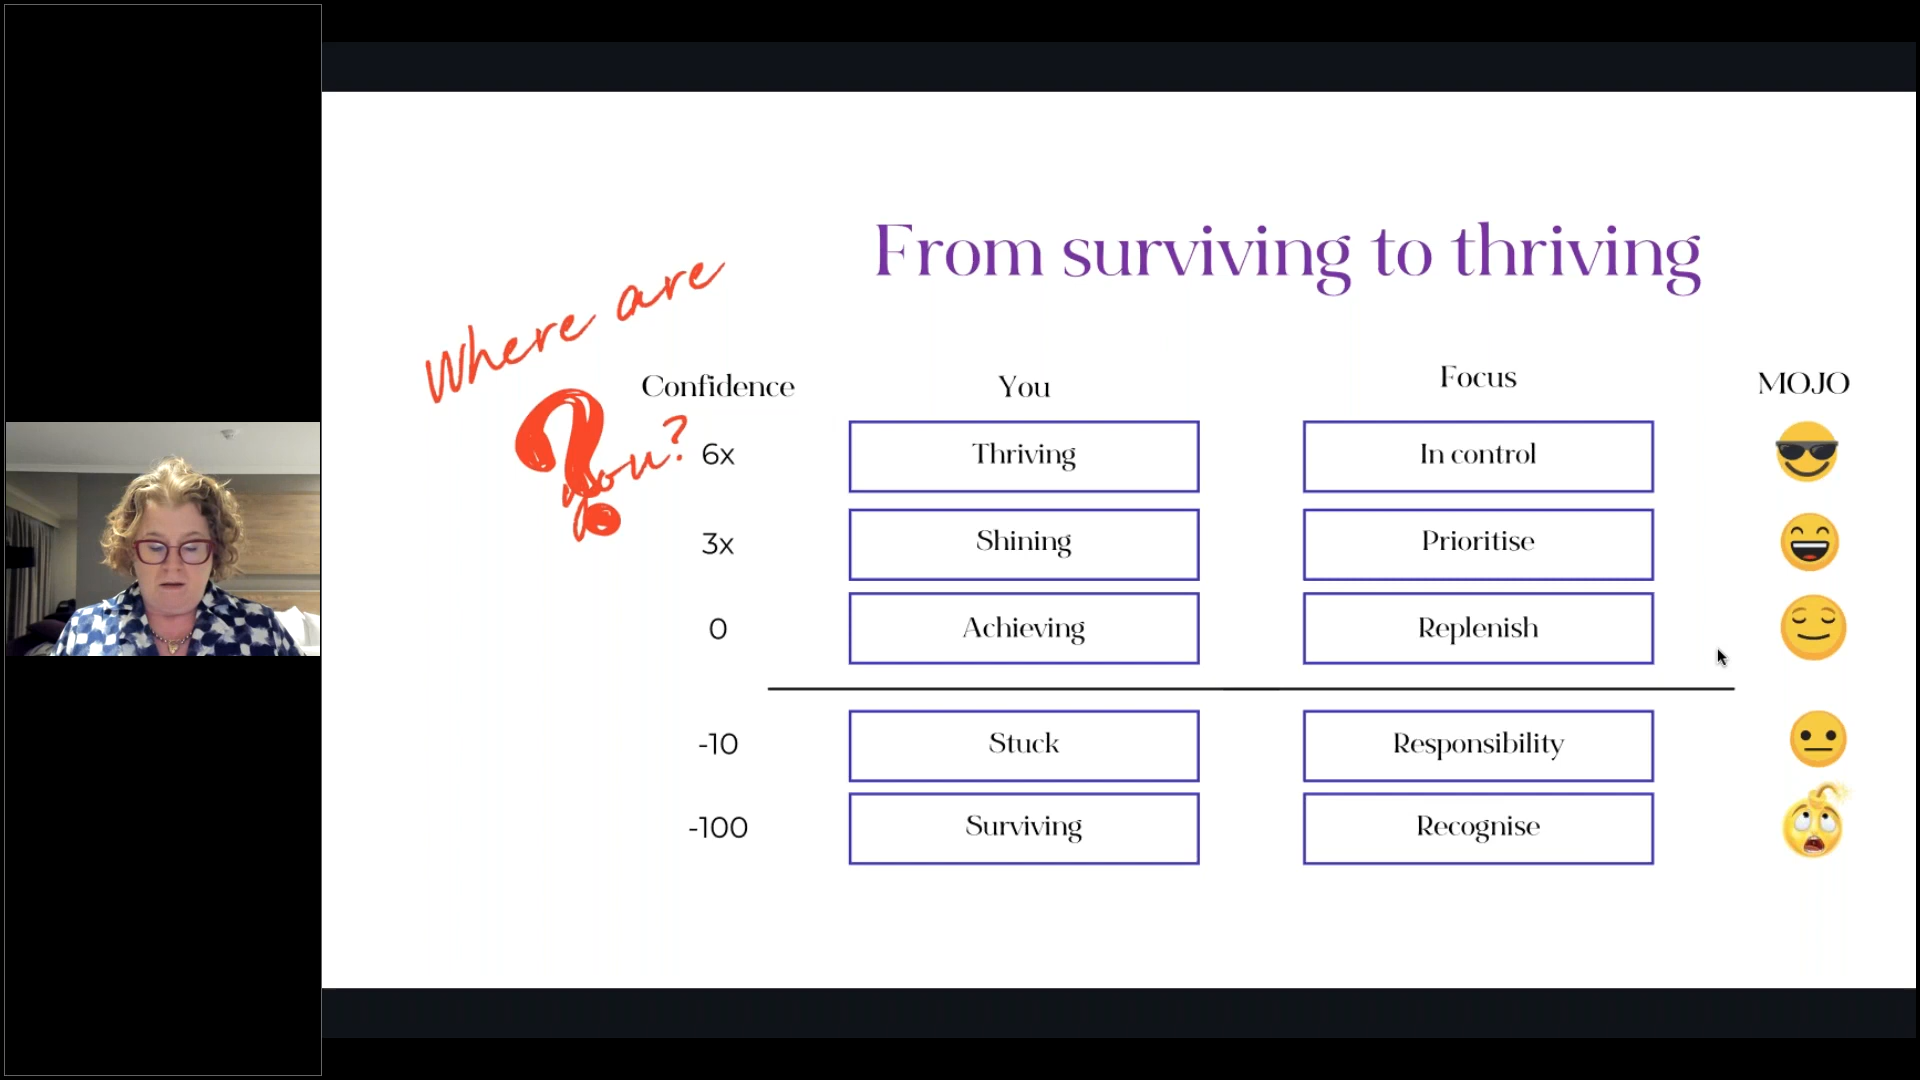 From surviving to thriving
Where are
you?
Confidence You Focus MOJO
6x Thriving In control
3x Shining Prioritise
0 Achieving Replenish
-10 Stuck Responsibility
-100 Surviving Recognise